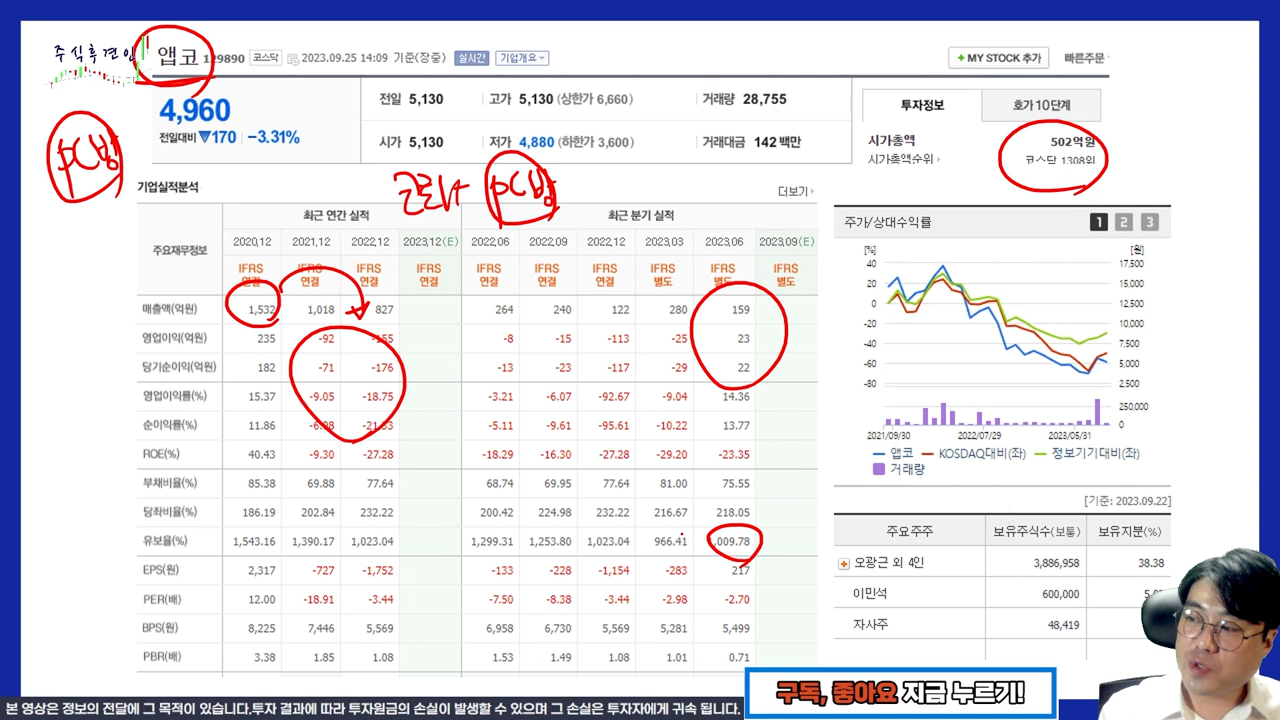 주식후견인
앱코 129890 코스닥 2023.09.25 14:09 기준(장중) 실시간 기업개요
+ MY STOCK 추가 빠른주문
4,960
전일대비 ▼170 -3.31%
전일 5,130 고가 5,130 (상한가 6,660) 거래량 28,755
시가 5,130 저가 4,880 (하한가 3,600) 거래대금 142 백만
투자정보 호가 10단계
시가총액 502억원
시가총액순위 코스닥 1308위
PC방
코로나 PC방
기업실적분석 더보기
주요재무정보 최근 연간 실적 최근 분기 실적
2020.12 2021.12 2022.12 2023.12(E) 2022.06 2022.09 2022.12 2023.03 2023.06 2023.09(E)
IFRS IFRS IFRS IFRS IFRS IFRS IFRS IFRS IFRS IFRS
연결 연결 연결 연결 연결 연결 연결 별도 별도 별도
매출액(억원) 1,532 1,018 827 264 240 122 280 159
영업이익(억원) 235 -92 -155 -8 -15 -113 -25 23
당기순이익(억원) 182 -71 -176 -13 -23 -117 -29 22
영업이익률(%) 15.37 -9.05 -18.75 -3.21 -6.07 -92.67 -9.04 14.36
순이익률(%) 11.86 -6.98 -21.33 -5.11 -9.61 -95.61 -10.22 13.77
ROE(%) 40.43 -9.30 -27.28 -18.29 -16.30 -27.28 -29.20 -23.35
부채비율(%) 85.38 69.88 77.64 68.74 69.95 77.64 81.00 75.55
당좌비율(%) 186.19 202.84 232.22 200.42 224.98 232.22 216.67 218.05
유보율(%) 1,543.16 1,390.17 1,023.04 1,299.31 1,253.80 1,023.04 966.41 ,009.78
EPS(원) 2,317 -727 -1,752 -133 -228 -1,154 -283 217
PER(배) 12.00 -18.91 -3.44 -7.50 -8.38 -3.44 -2.98 -2.70
BPS(원) 8,225 7,446 5,569 6,958 6,730 5,569 5,281 5,499
PBR(배) 3.38 1.85 1.08 1.53 1.49 1.08 1.01 0.71
주가/상대수익률 1 2 3
[%] [원]
40 17,500
20 15,000
0 12,500
-20 10,000
-40 7,500
-60 5,000
-80 2,500
250,000
0
2021/09/30 2022/07/29 2023/05/31
앱코 KOSDAQ대비(좌) 정보기기대비(좌)
거래량
[기준: 2023.09.22]
주요주주 보유주식수(보통) 보유지분(%)
오광근 외 4인 3,886,958 38.38
이민석 600,000
자사주 48,419
구독, 좋아요 지금 누르기!
본 영상은 정보의 전달에 그 목적이 있습니다.투자 결과에 따라 투자원금의 손실이 발생할 수 있으며 그 손실은 투자자에게 귀속 됩니다.